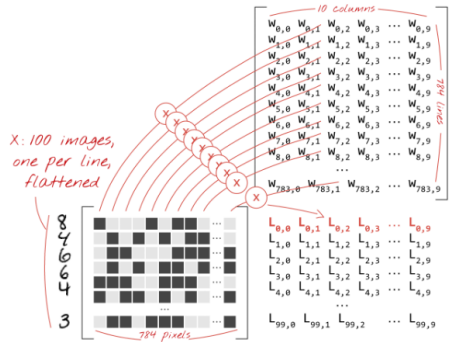 10 columns
W0,0 W0,1 W0,2 W0,3 ... W0,9
W1,0 W1,1 W1,2 W1,3 ... W1,9
W2,0 W2,1 W2,2 W2,3 ... W2,9
W3,0 W3,1 W3,2 W3,3 ... W3,9
W4,0 W4,1 W4,2 W4,3 ... W4,9
W5,0 W5,1 W5,2 W5,3 ... W5,9
W6,0 W6,1 W6,2 W6,3 ... W6,9
W7,0 W7,1 W7,2 W7,3 ... W7,9
W8,0 W8,1 W8,2 W8,3 ... W8,9
...
W783,0 W783,1 W783,2 ... W783,9
784 lines
x x x x x x x x x x
X: 100 images,
one per line,
flattened
8 ... L0,0 L0,1 L0,2 L0,3 ... L0,9
4 ... L1,0 L1,1 L1,2 L1,3 ... L1,9
6 ... L2,0 L2,1 L2,2 L2,3 ... L2,9
6 ... L3,0 L3,1 L3,2 L3,3 ... L3,9
4 ... L4,0 L4,1 L4,2 L4,3 ... L4,9
...
3 ... L99,0 L99,1 L99,2 ... L99,9
784 pixels